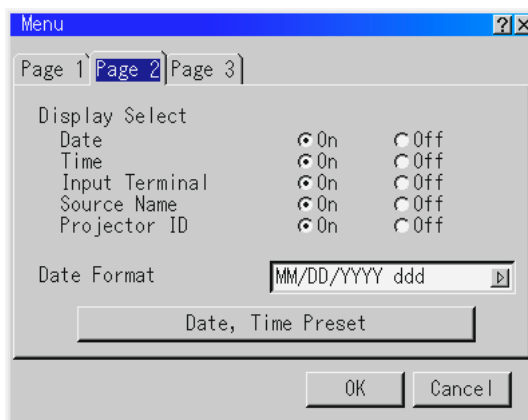 Menu
Page 1 Page 2 Page 3
Display Select
Date On Off
Time On Off
Input Terminal On Off
Source Name On Off
Projector ID On Off
Date Format MM/DD/YYYY ddd
Date, Time Preset
OK Cancel